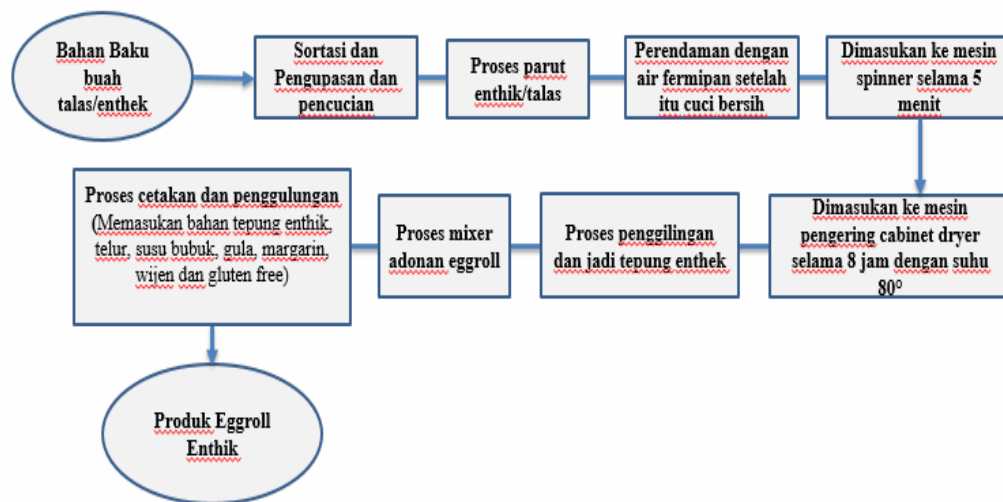 Bahan Baku
buah
talas/enthek
Sortasi dan
Pengupasan dan
pencucian
Proses parut
enthik/talas
Perendaman dengan
air fermipan setelah
itu cuci bersih
Dimasukan ke mesin
spinner selama 5
menit
Dimasukan ke mesin
pengering cabinet dryer
selama 8 jam dengan suhu
80°
Proses penggilingan
dan jadi tepung enthek
Proses mixer
adonan eggroll
Proses cetakan dan penggulungan
(Memasukan bahan tepung enthik,
telur, susu bubuk, gula, margarin,
wijen dan gluten free)
Produk Eggroll
Enthik